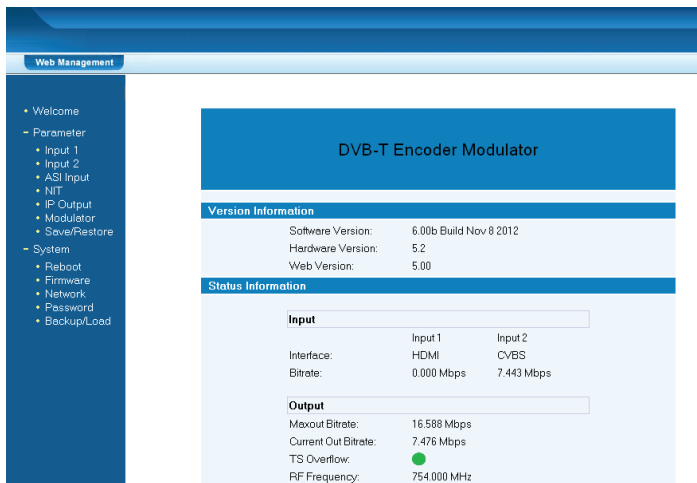 Web Management
Welcome
Parameter
Input 1
Input 2
ASI Input
NIT
IP Output
Modulator
Save/Restore
System
Reboot
Firmware
Network
Password
Backup/Load
DVB-T Encoder Modulator
Version Information
Software Version: 6.00b Build Nov 8 2012
Hardware Version: 5.2
Web Version: 5.00
Status Information
Input
Input 1 Input 2
Interface: HDMI CVBS
Bitrate: 0.000 Mbps 7.443 Mbps
Output
Maxout Bitrate: 16.588 Mbps
Current Out Bitrate: 7.476 Mbps
TS Overflow:
RF Frequency: 754.000 MHz